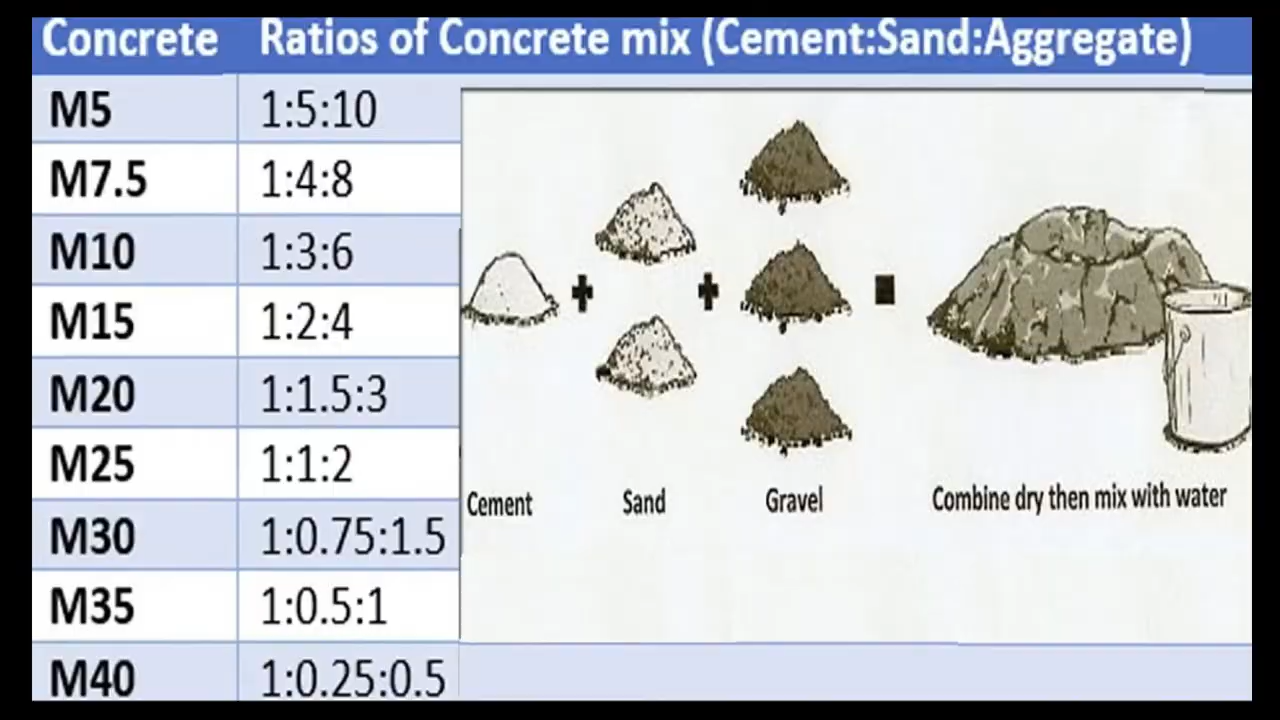 Concrete Ratios of Concrete mix (Cement:Sand:Aggregate)
M5 1:5:10
M7.5 1:4:8
M10 1:3:6
M15 1:2:4
M20 1:1.5:3
M25 1:1:2
M30 1:0.75:1.5
M35 1:0.5:1
M40 1:0.25:0.5
Cement Sand Gravel Combine dry then mix with water